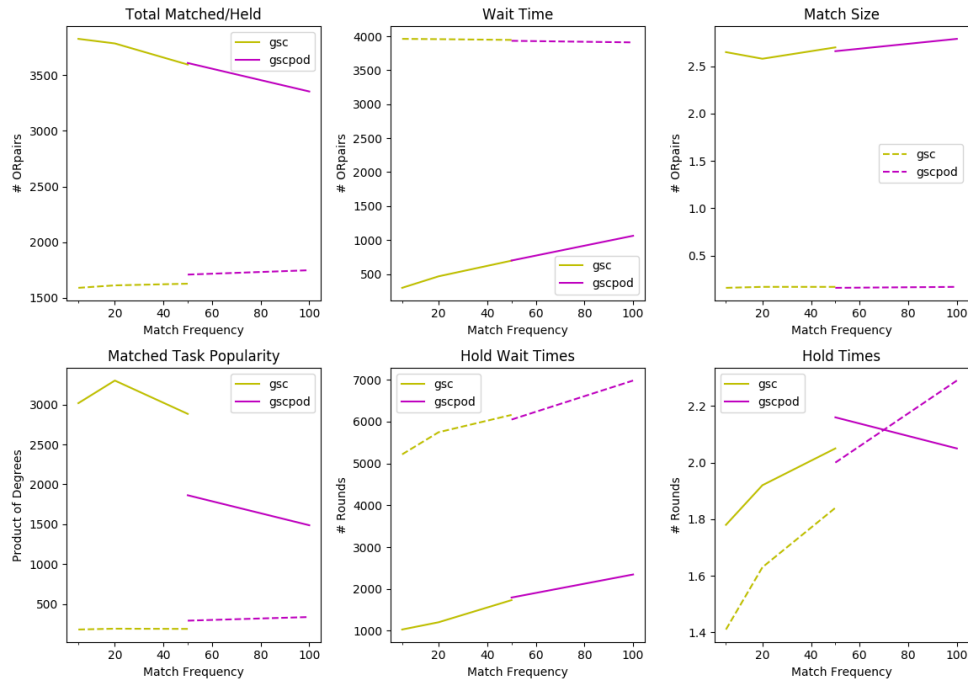 Total Matched/Held
gsc
gscpod
3500
3000
2500
2000
1500
# ORpairs
20 40 60 80 100
Match Frequency
Wait Time
4000
3500
3000
2500
2000
1500
1000
500
# ORpairs
gsc
gscpod
20 40 60 80 100
Match Frequency
Match Size
2.5
2.0
1.5
1.0
0.5
# ORpairs
gsc
gscpod
20 40 60 80 100
Match Frequency
Matched Task Popularity
gsc
gscpod
3000
2500
2000
1500
1000
500
Product of Degrees
20 40 60 80 100
Match Frequency
Hold Wait Times
gsc
gscpod
7000
6000
5000
4000
3000
2000
1000
# Rounds
20 40 60 80 100
Match Frequency
Hold Times
gsc
gscpod
2.2
2.0
1.8
1.6
1.4
# Rounds
20 40 60 80 100
Match Frequency